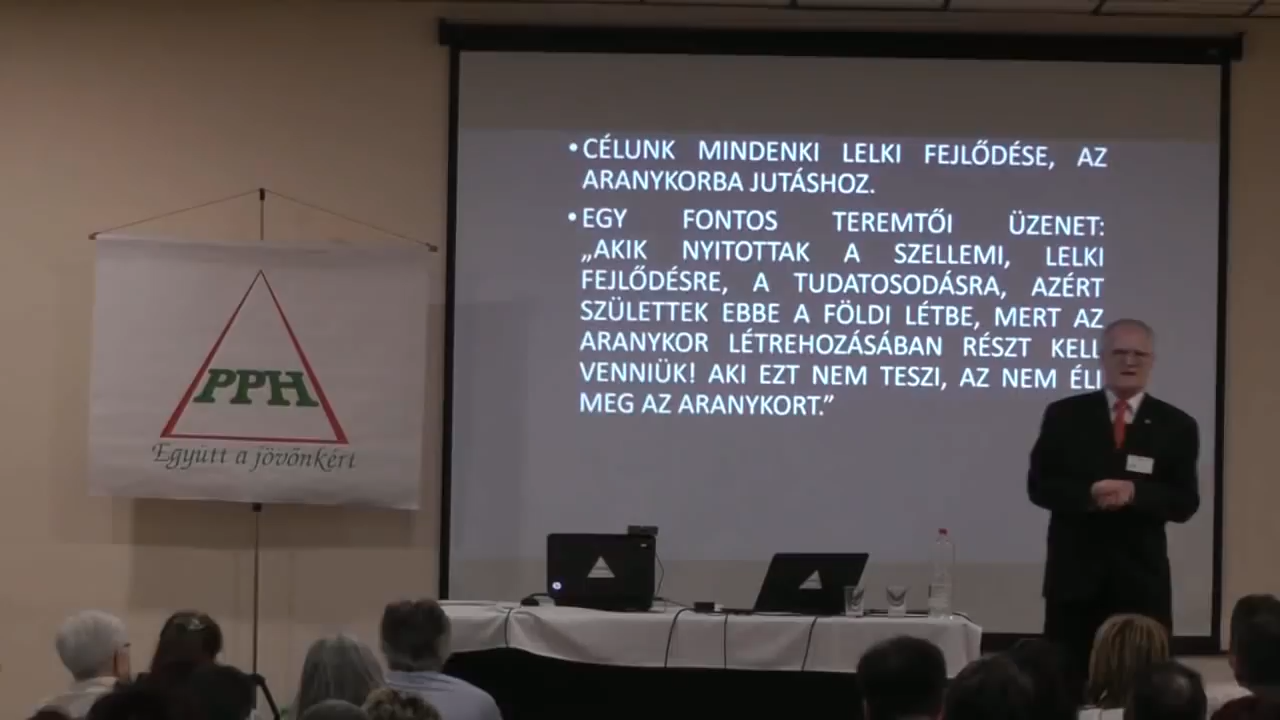 • CÉLUNK MINDENKI LELKI FEJLŐDÉSE, AZ
ARANYKORBA JUTÁSHOZ.
• EGY FONTOS TEREMTŐI ÜZENET:
„AKIK NYITOTTAK A SZELLEMI, LELKI
FEJLŐDÉSRE, A TUDATOSODÁSRA, AZÉRT
SZÜLETTEK EBBE A FÖLDI LÉTBE, MERT AZ
ARANYKOR LÉTREHOZÁSÁBAN RÉSZT KELL
VENNIÜK! AKI EZT NEM TESZI, AZ NEM ÉLI
MEG AZ ARANYKORT.”
PPH
Együtt a jövőnkért